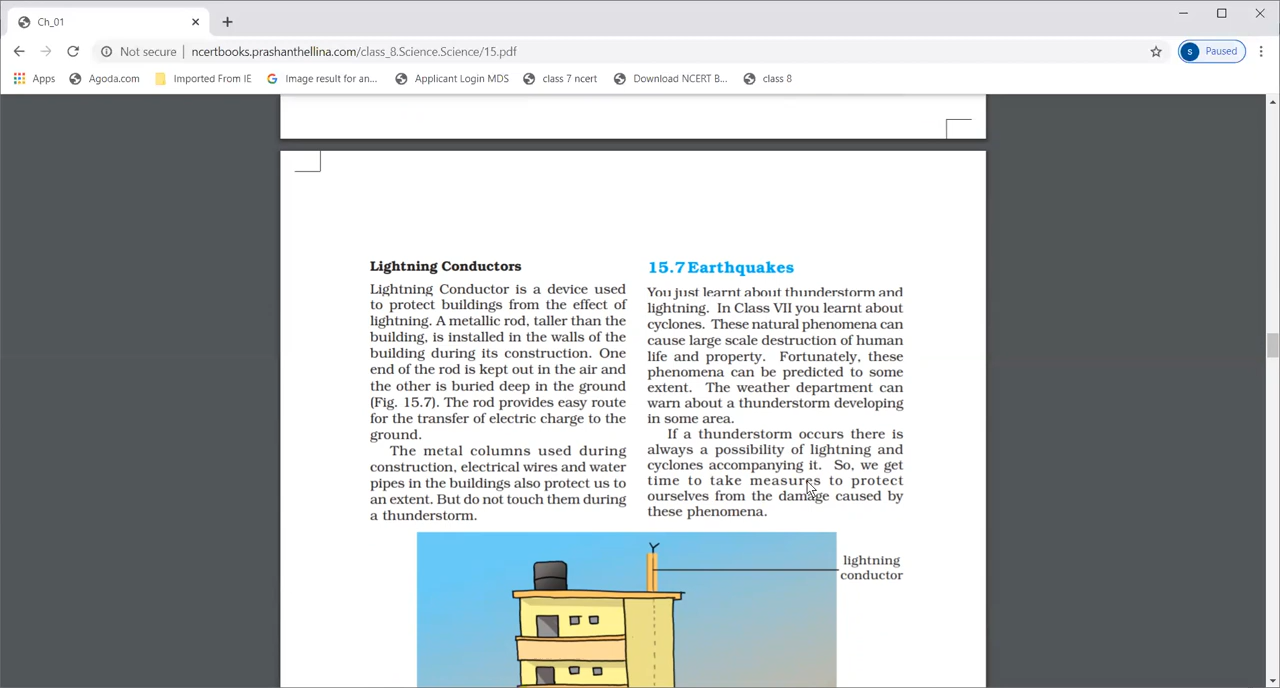 Ch_01
Not secure | ncertbooks.prashanthellina.com/class_8.Science.Science/15.pdf
s Paused
Apps Agoda.com Imported From IE Image result for an... Applicant Login MDS class 7 ncert Download NCERT B... class 8
Lightning Conductors
Lightning Conductor is a device used
to protect buildings from the effect of
lightning. A metallic rod, taller than the
building, is installed in the walls of the
building during its construction. One
end of the rod is kept out in the air and
the other is buried deep in the ground
(Fig. 15.7). The rod provides easy route
for the transfer of electric charge to the
ground.
The metal columns used during
construction, electrical wires and water
pipes in the buildings also protect us to
an extent. But do not touch them during
a thunderstorm.
15.7 Earthquakes
You just learnt about thunderstorm and
lightning. In Class VII you learnt about
cyclones. These natural phenomena can
cause large scale destruction of human
life and property. Fortunately, these
phenomena can be predicted to some
extent. The weather department can
warn about a thunderstorm developing
in some area.
If a thunderstorm occurs there is
always a possibility of lightning and
cyclones accompanying it. So, we get
time to take measures to protect
ourselves from the damage caused by
these phenomena.
lightning
conductor